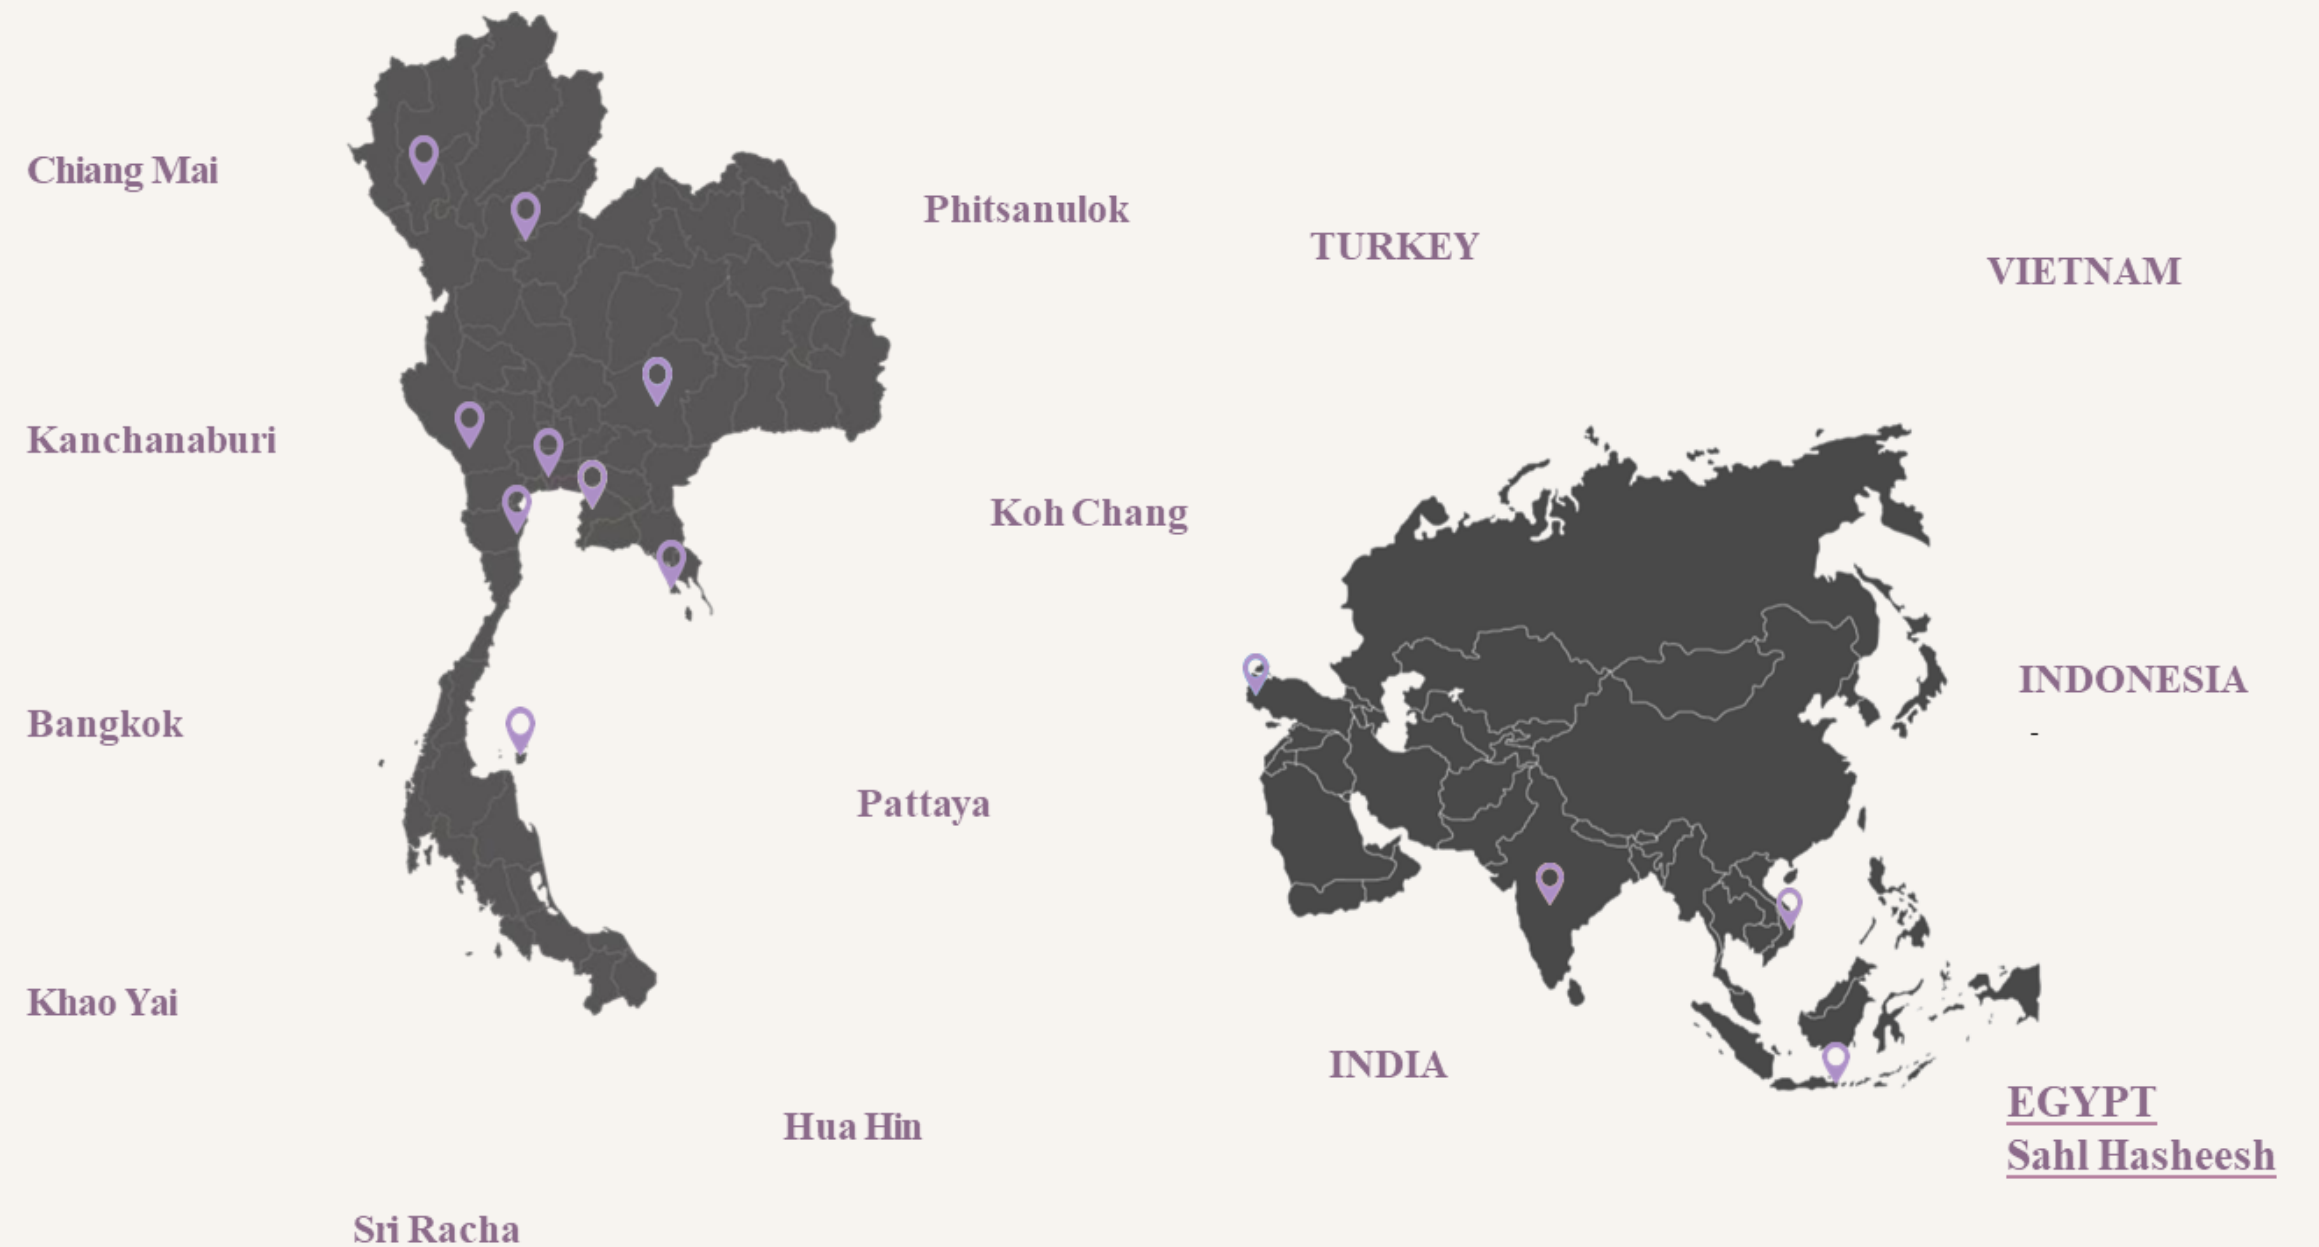 Chiang Mai
Phitsanulok
TURKEY
VIETNAM
Kanchanaburi
Koh Chang
INDONESIA
-
Bangkok
Pattaya
Khao Yai
INDIA
EGYPT
Hua Hin
Sahl Hasheesh
Sri Racha